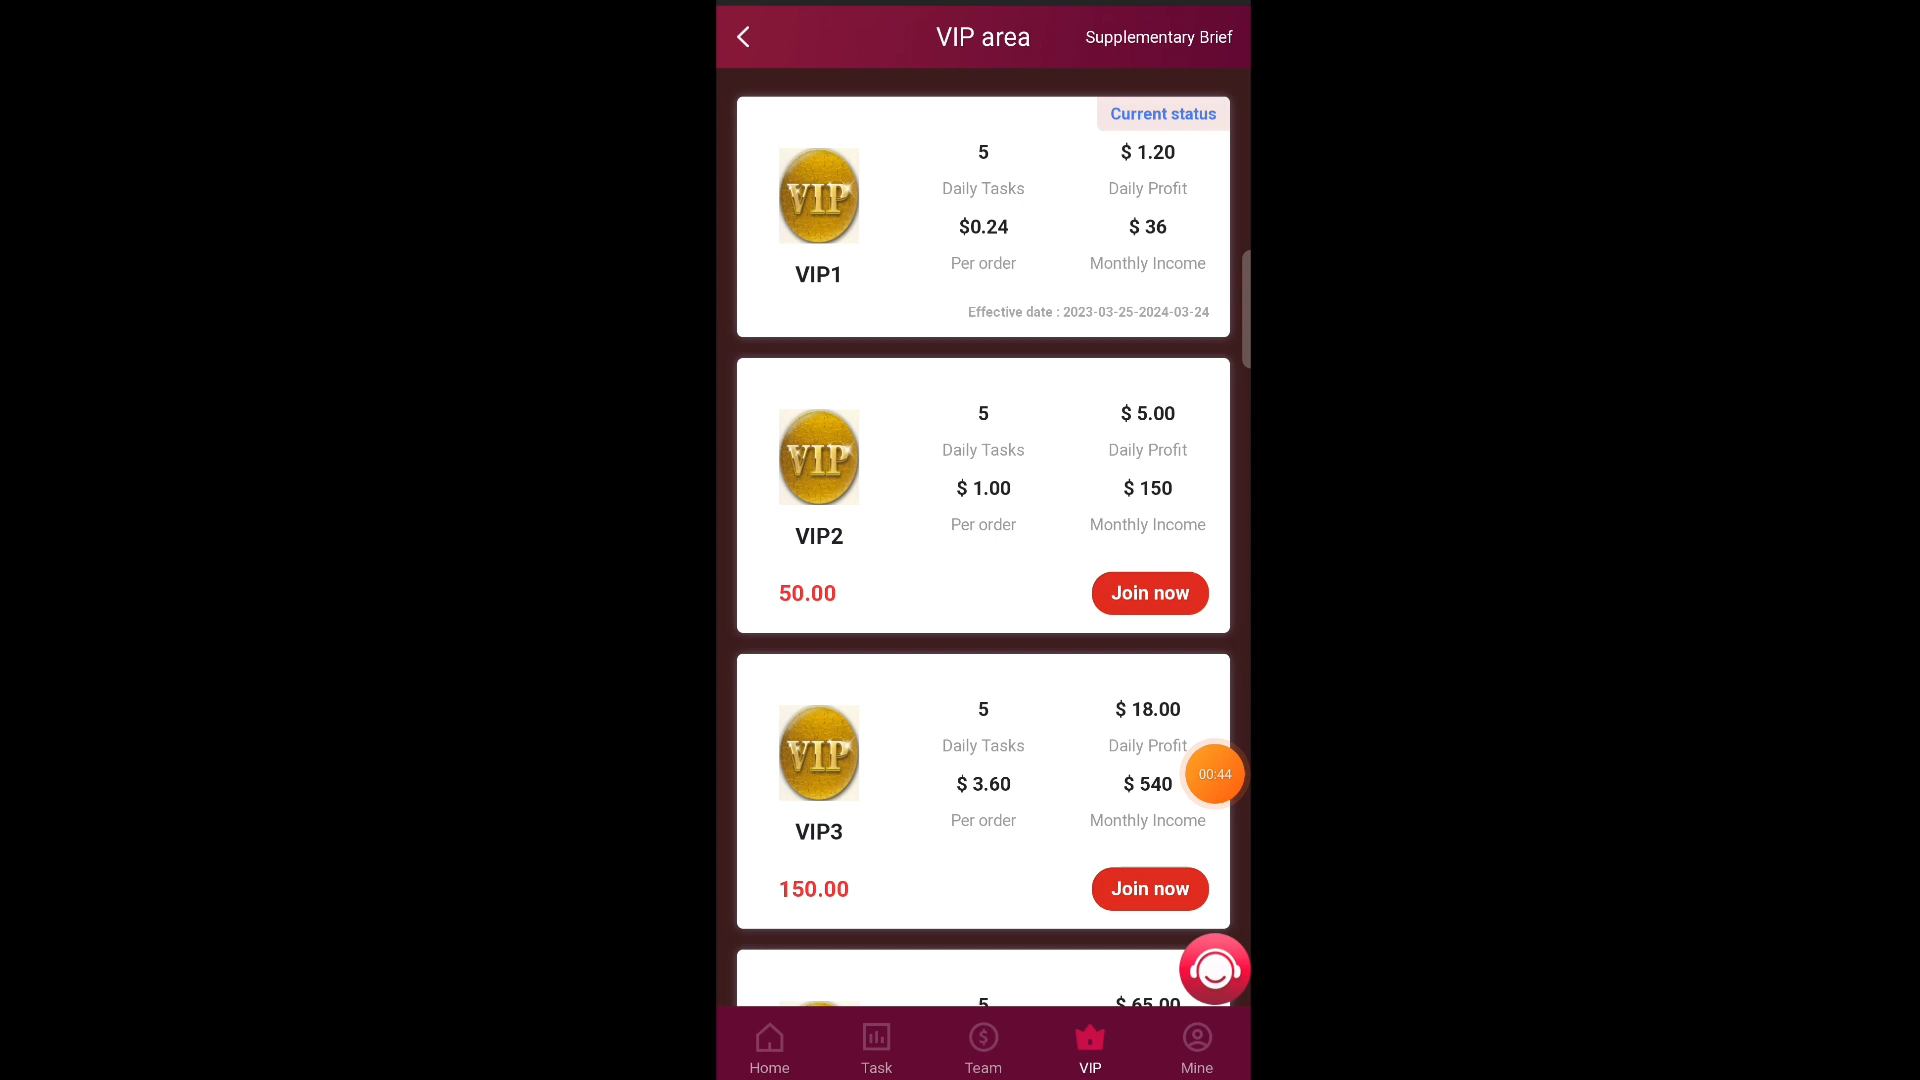 VIP area
Supplementary Brief
Current status
5
$ 1.20
Daily Tasks
Daily Profit
VIP
$0.24
$ 36
Per order
Monthly Income
VIP1
Effective date : 2023-03-25-2024-03-24
5
$ 5.00
Daily Tasks
Daily Profit
VIP
$ 1.00
$ 150
Per order
Monthly Income
VIP2
50.00
Join now
5
$ 18.00
Daily Tasks
Daily Profit
VIP
00:44
$ 3.60
$ 540
Per order
Monthly Income
VIP3
150.00
Join now
5
$ 65.00
Home
Task
Team
VIP
Mine